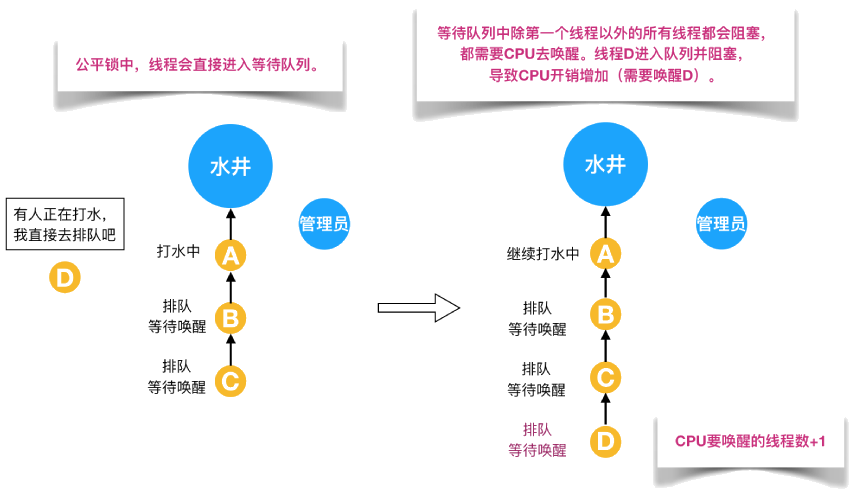 公平锁中，线程会直接进入等待队列。
等待队列中除第一个线程以外的所有线程都会阻塞，
都需要CPU去唤醒。线程D进入队列并阻塞，
导致CPU开销增加（需要唤醒D）。
水井
有人正在打水，
我直接去排队吧
D
管理员
打水中
A
排队
等待唤醒
B
排队
等待唤醒
C
水井
管理员
继续打水中
A
排队
等待唤醒
B
排队
等待唤醒
C
排队
等待唤醒
D
CPU要唤醒的线程数+1